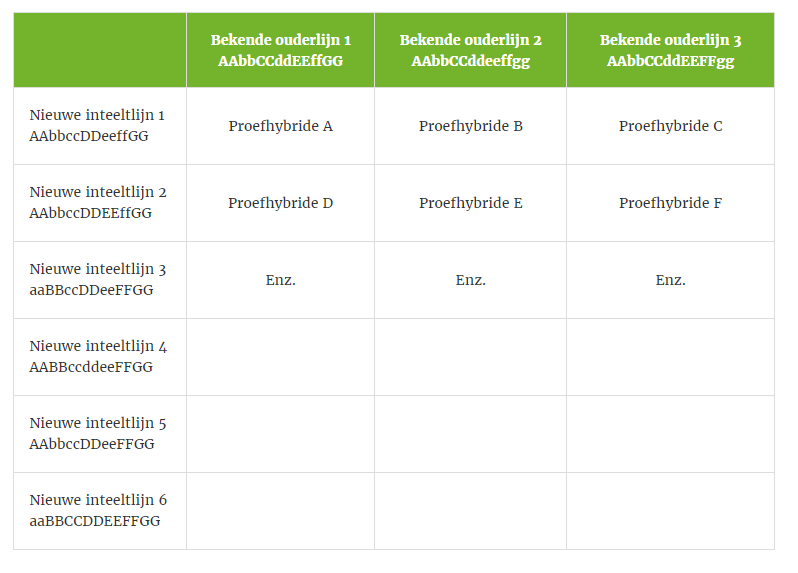 Bekende ouderlijn 1 Bekende ouderlijn 2 Bekende ouderlijn 3
AAbbCCddEEffGG AAbbCCddeeffgg AAbbCCddEEFFgg
Nieuwe inteeltlijn 1
AAbbccDDeeffGG
Proefhybride A Proefhybride B Proefhybride C
Nieuwe inteeltlijn 2
AAbbccDDEEffGG
Proefhybride D Proefhybride E Proefhybride F
Nieuwe inteeltlijn 3
aaBBccDDeeFFGG
Enz. Enz. Enz.
Nieuwe inteeltlijn 4
AABBccddeeFFGG
Nieuwe inteeltlijn 5
AAbbccDDeeFFGG
Nieuwe inteeltlijn 6
aaBBCCDDEEFFGG